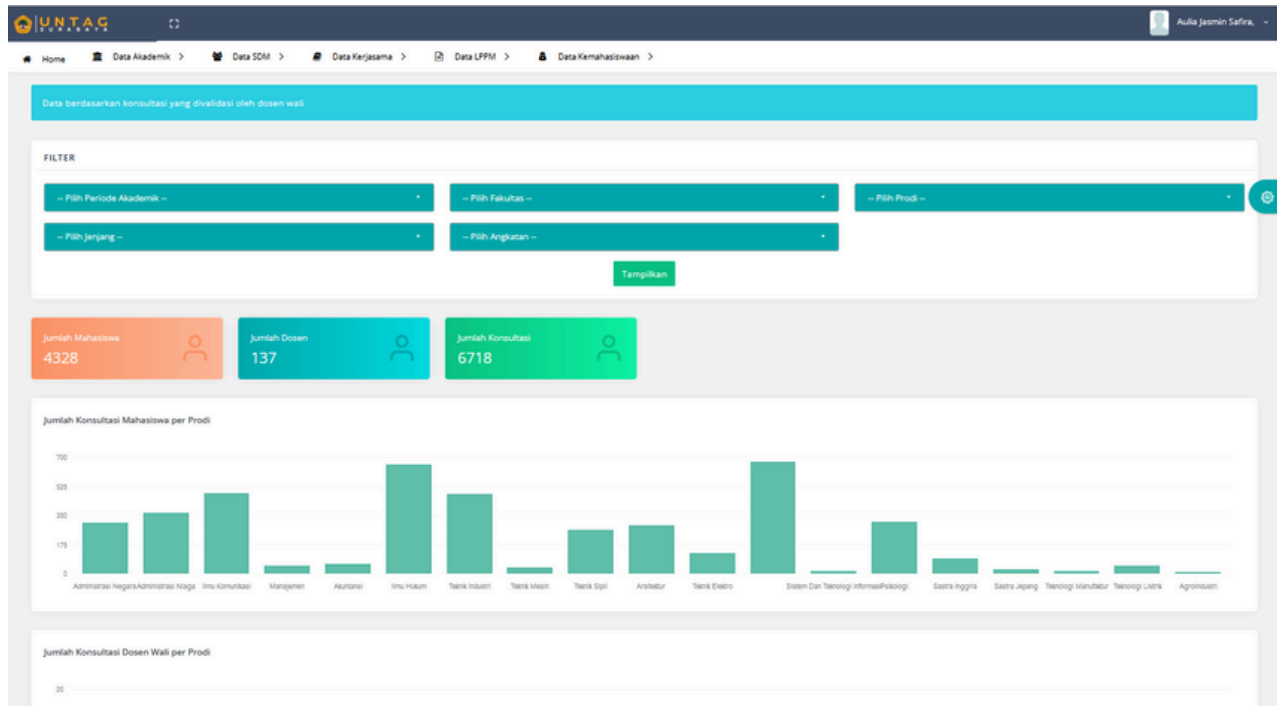 UNTAG
SURABAYA
Aulia Jasmin Safira,
Home
Data Akademik >
Data SDM >
Data Kerjasama >
Data LPPM >
Data Kemahasiswaan >
Data berdasarkan konsultasi yang divalidasi oleh dosen wali
FILTER
-- Pilih Periode Akademik --
-- Pilih Fakultas --
-- Pilih Prodi --
-- Pilih Jenjang --
-- Pilih Angkatan --
Tampilkan
Jumlah Mahasiswa
4328
Jumlah Dosen
137
Jumlah Konsultasi
6718
Jumlah Konsultasi Mahasiswa per Prodi
700
525
350
175
0
Administrasi Negara
Administrasi Niaga
Ilmu Komunikasi
Manajemen
Akuntansi
Ilmu Hukum
Teknik Industri
Teknik Mesin
Teknik Sipil
Arsitektur
Teknik Elektro
Sistem Dan Teknologi Informasi
Psikologi
Sastra Inggris
Sastra Jepang
Teknologi Manufaktur
Teknologi Listrik
Agroindustri
Jumlah Konsultasi Dosen Wali per Prodi
20